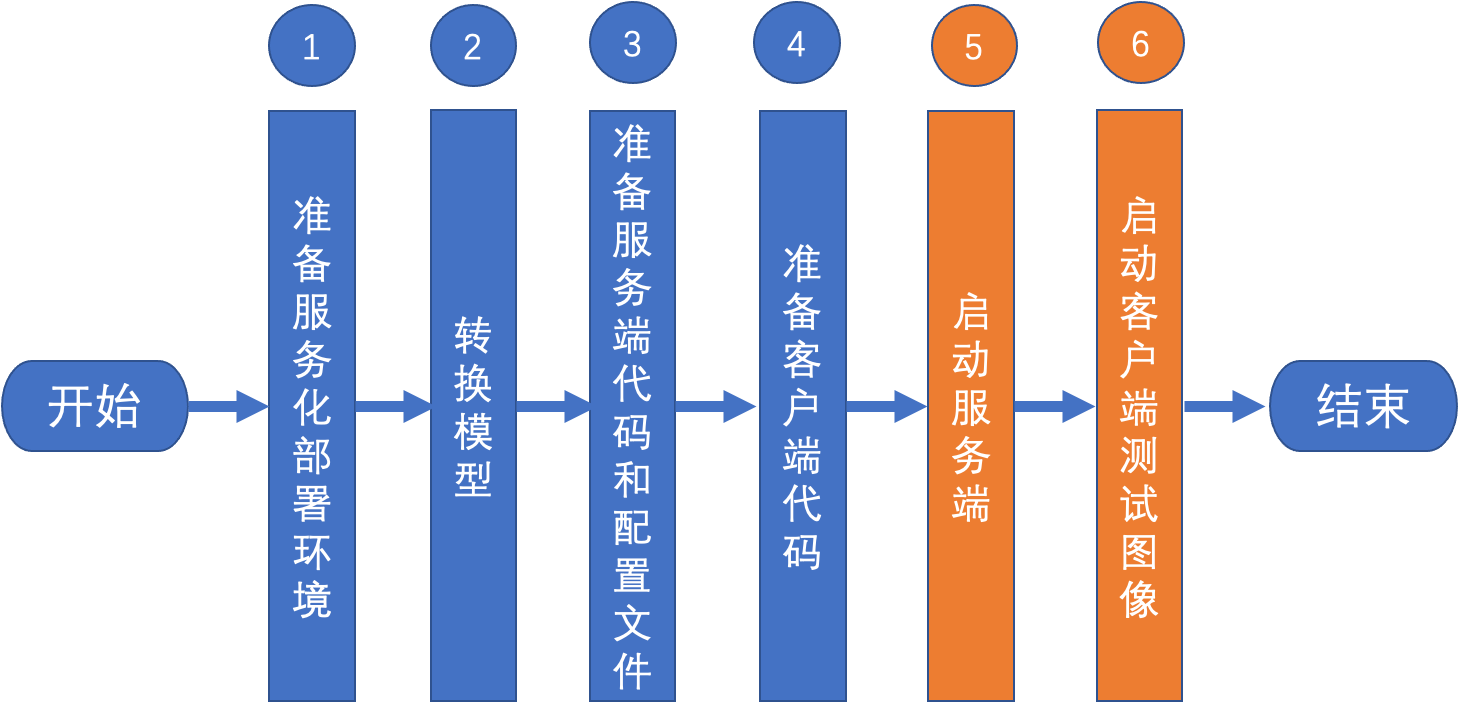 1
2
3
4
5
6
开始
准备服务化部署环境
转换模型
准备服务端代码和配置文件
准备客户端代码
启动服务端
启动客户端测试图像
结束